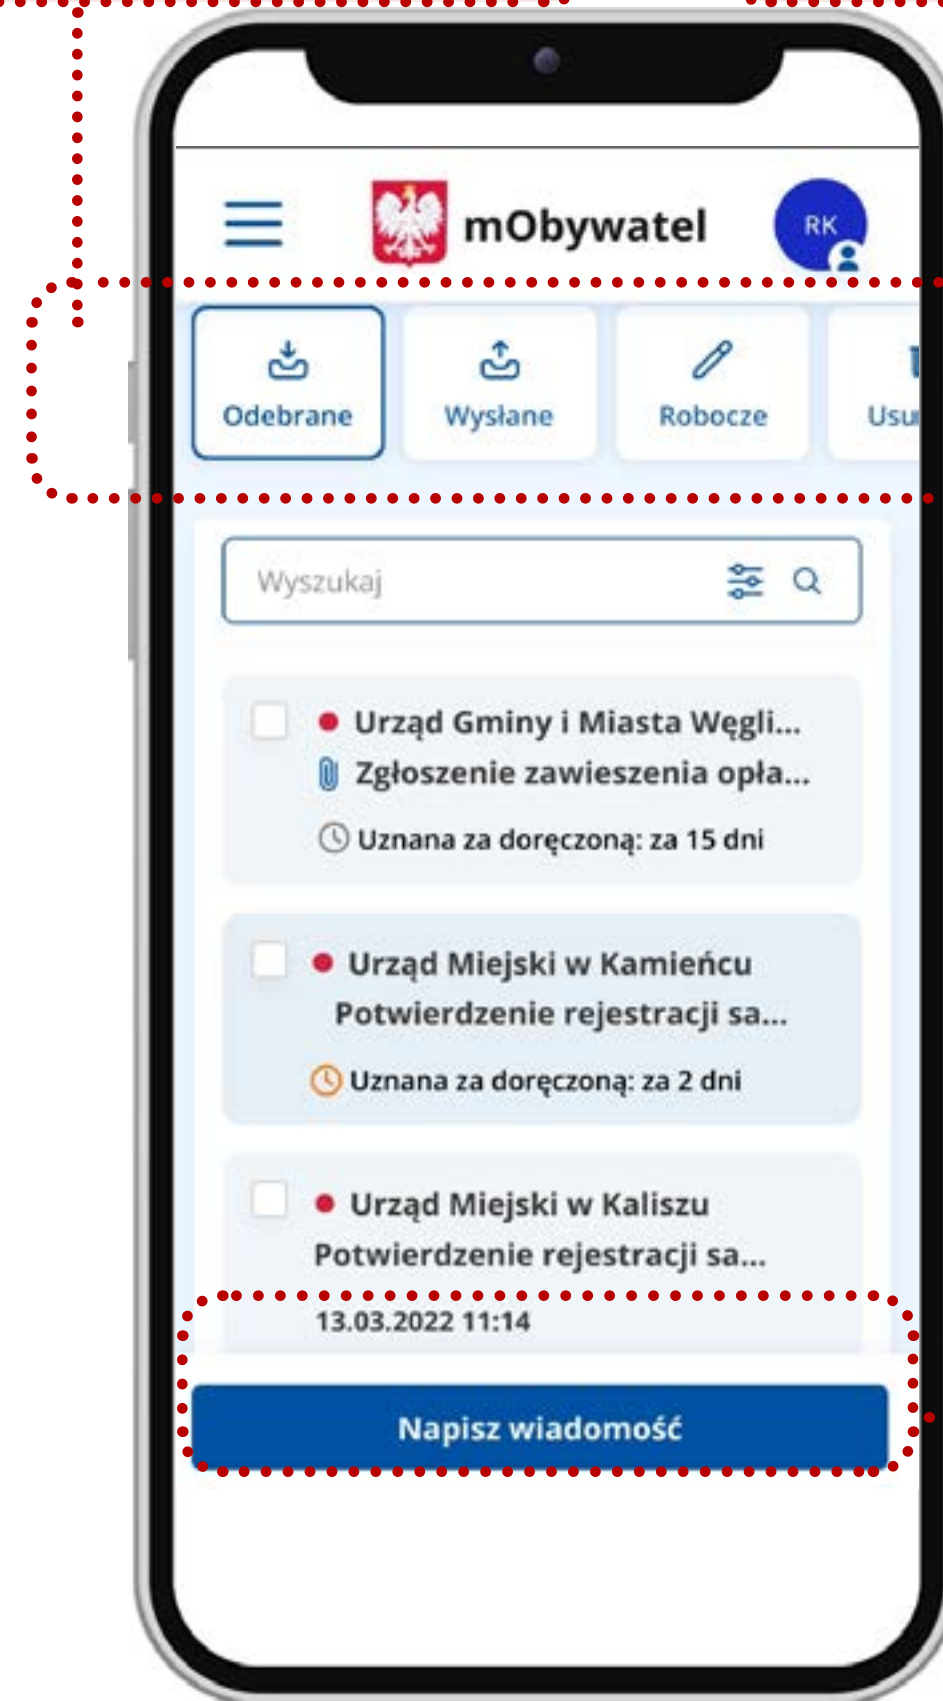 mObywatel
RK
Odebrane
Wysłane
Robocze
Usu
Wyszukaj
Urząd Gminy i Miasta Węgli...
Zgłoszenie zawieszenia opła...
Uznana za doręczoną: za 15 dni
Urząd Miejski w Kamieńcu
Potwierdzenie rejestracji sa...
Uznana za doręczoną: za 2 dni
Urząd Miejski w Kaliszu
Potwierdzenie rejestracji sa...
13.03.2022 11:14
Napisz wiadomość